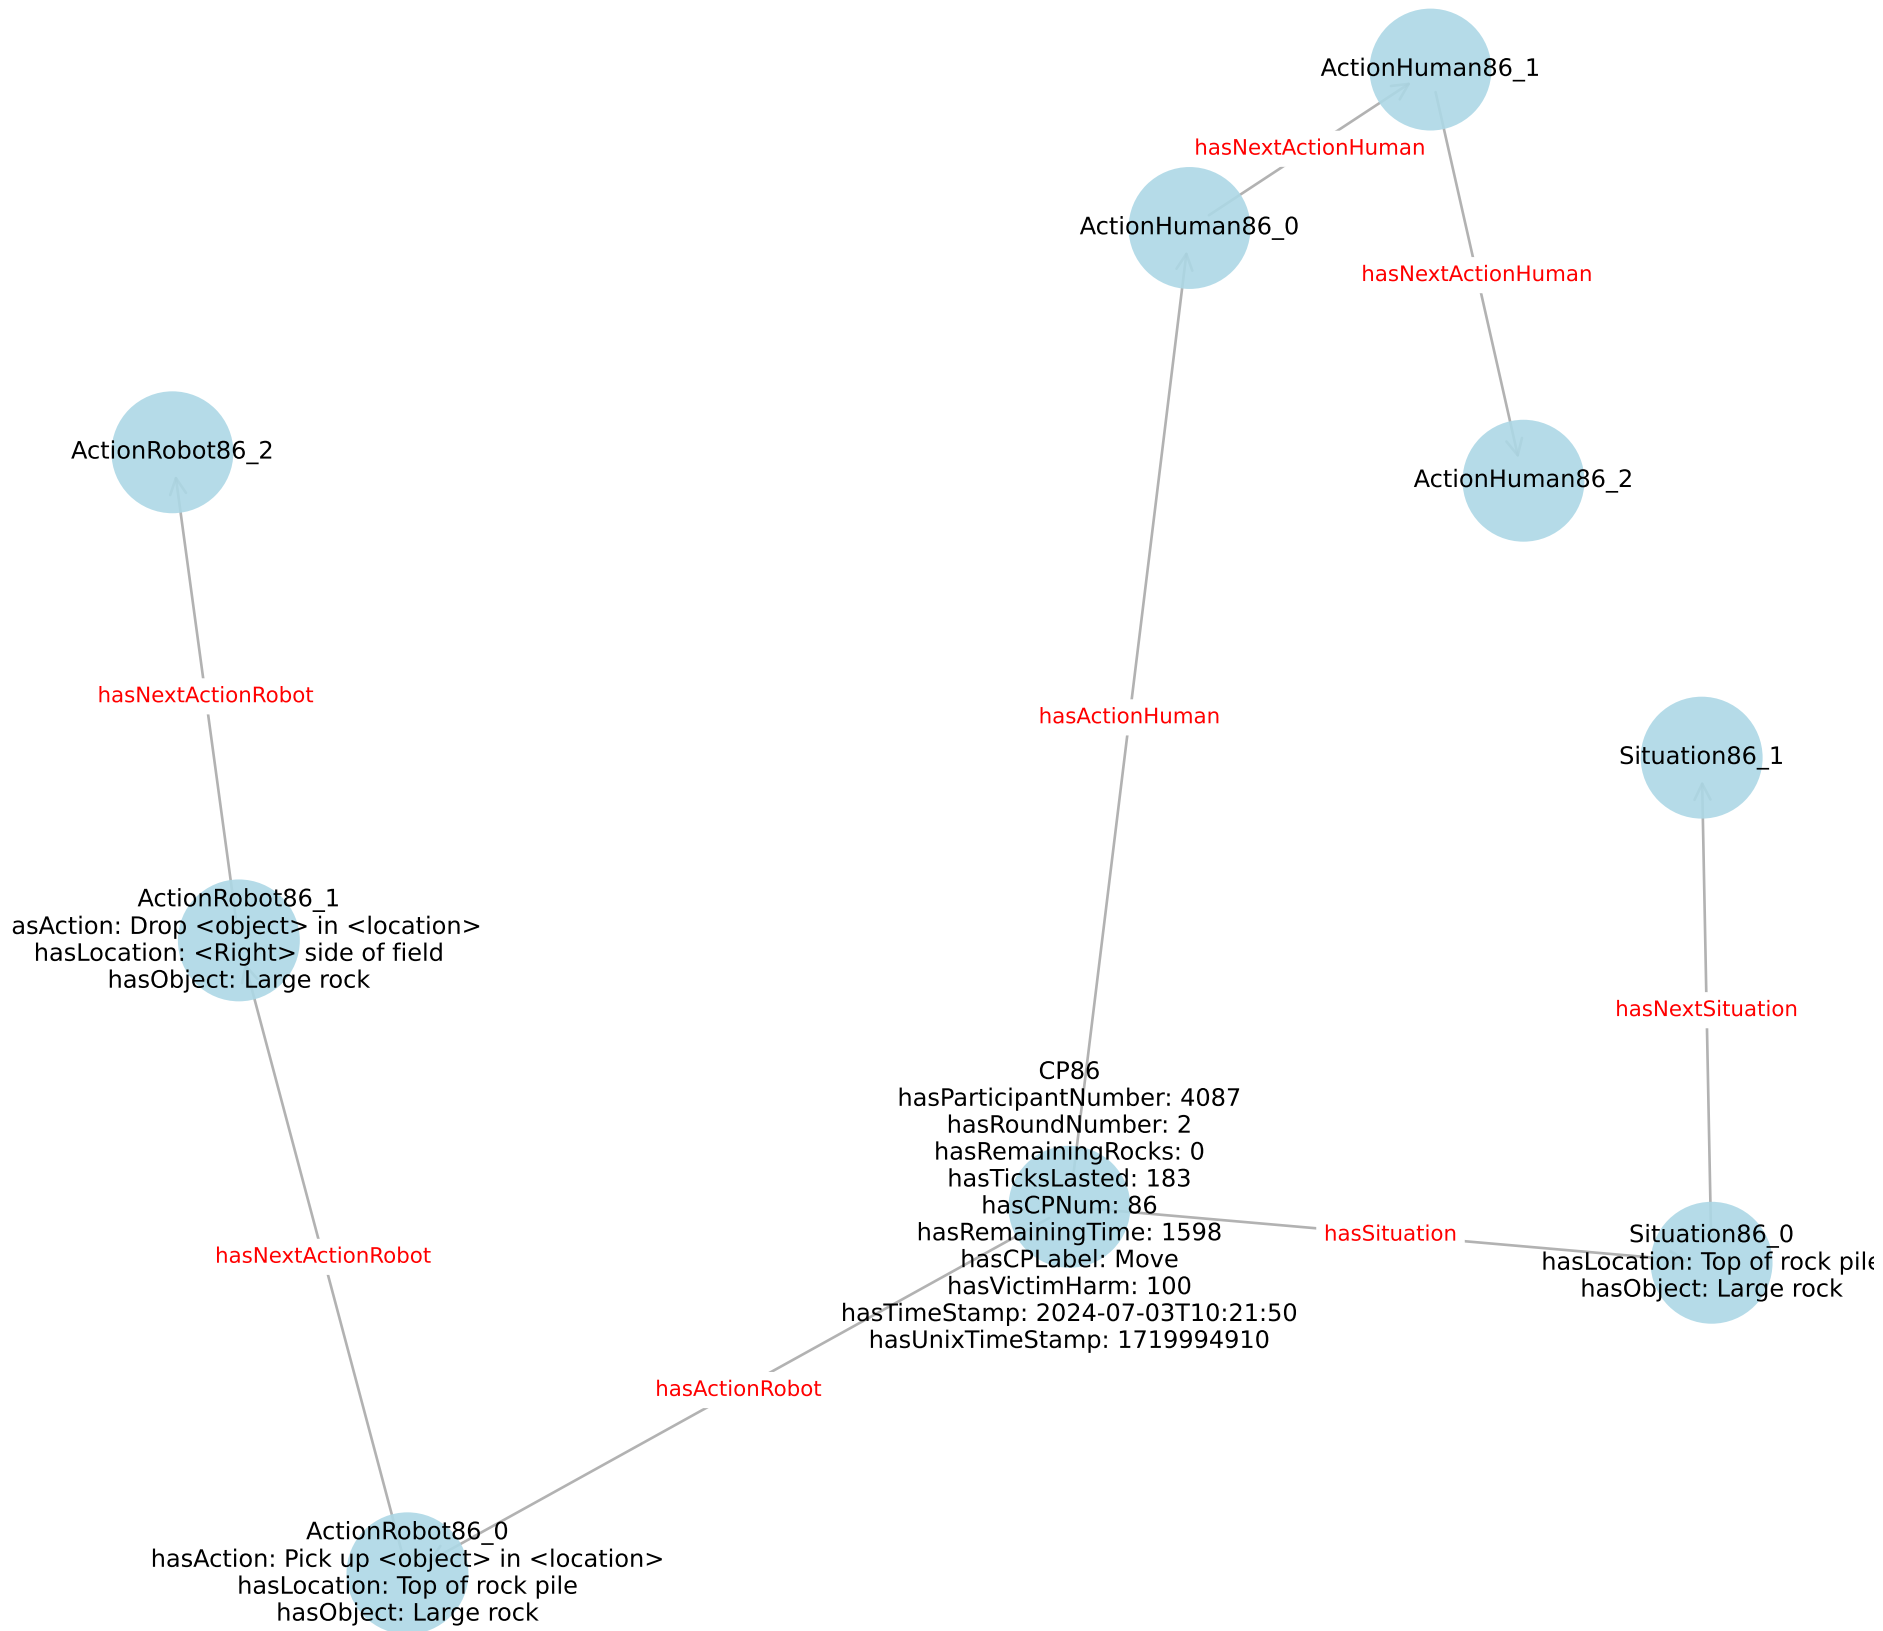 ActionHuman86_1
hasNextActionHuman
ActionHuman86_0
hasNextActionHuman
ActionRobot86_2
ActionHuman86_2
hasNextActionRobot
hasActionHuman
Situation86_1
ActionRobot86_1
asAction: Drop <object> in <location>
hasLocation: <Right> side of field
hasObject: Large rock
hasNextSituation
CP86
hasParticipantNumber: 4087
hasRoundNumber: 2
hasRemainingRocks: 0
hasTicksLasted: 183
hasCPNum: 86
hasRemainingTime: 1598
hasCPLabel: Move
hasVictimHarm: 100
hasTimeStamp: 2024-07-03T10:21:50
hasUnixTimeStamp: 1719994910
hasSituation
Situation86_0
hasLocation: Top of rock pile
hasObject: Large rock
hasNextActionRobot
hasActionRobot
ActionRobot86_0
hasAction: Pick up <object> in <location>
hasLocation: Top of rock pile
hasObject: Large rock